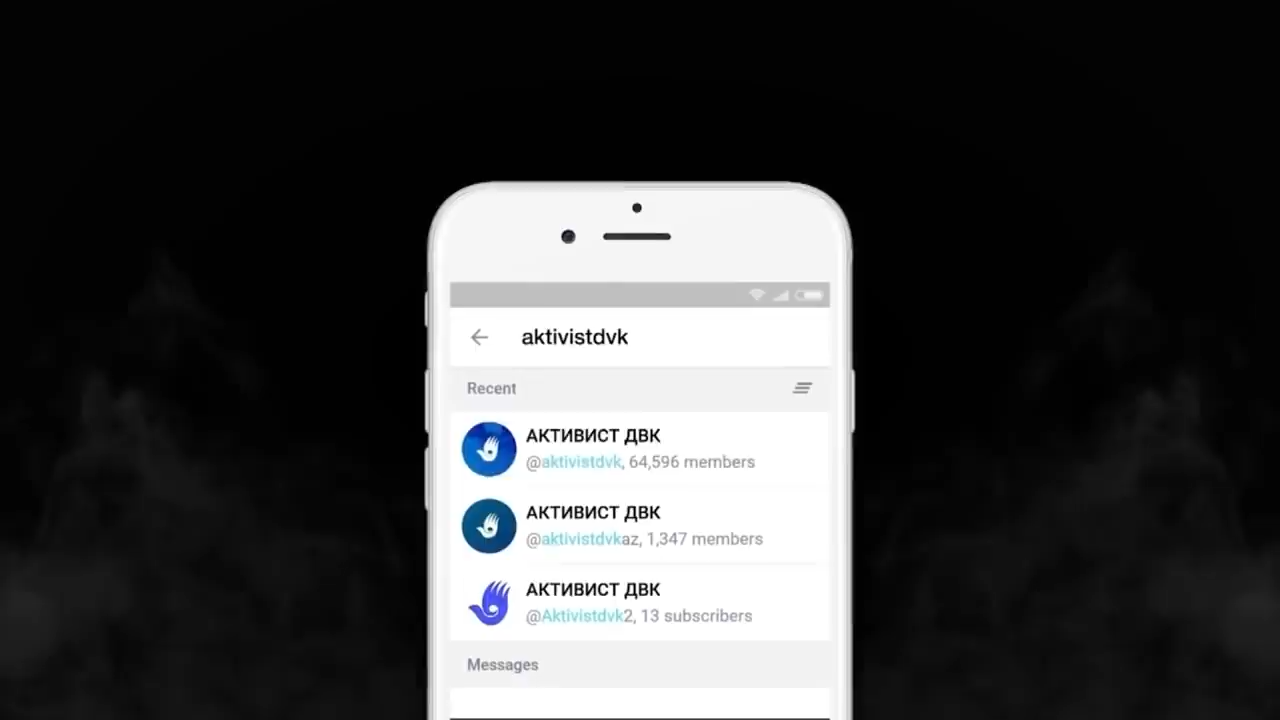 aktivistdvk
Recent
АКТИВИСТ ДВК
@aktivistdvk, 64,596 members
АКТИВИСТ ДВК
@aktivistdvkaz, 1,347 members
АКТИВИСТ ДВК
@Aktivistdvk2, 13 subscribers
Messages